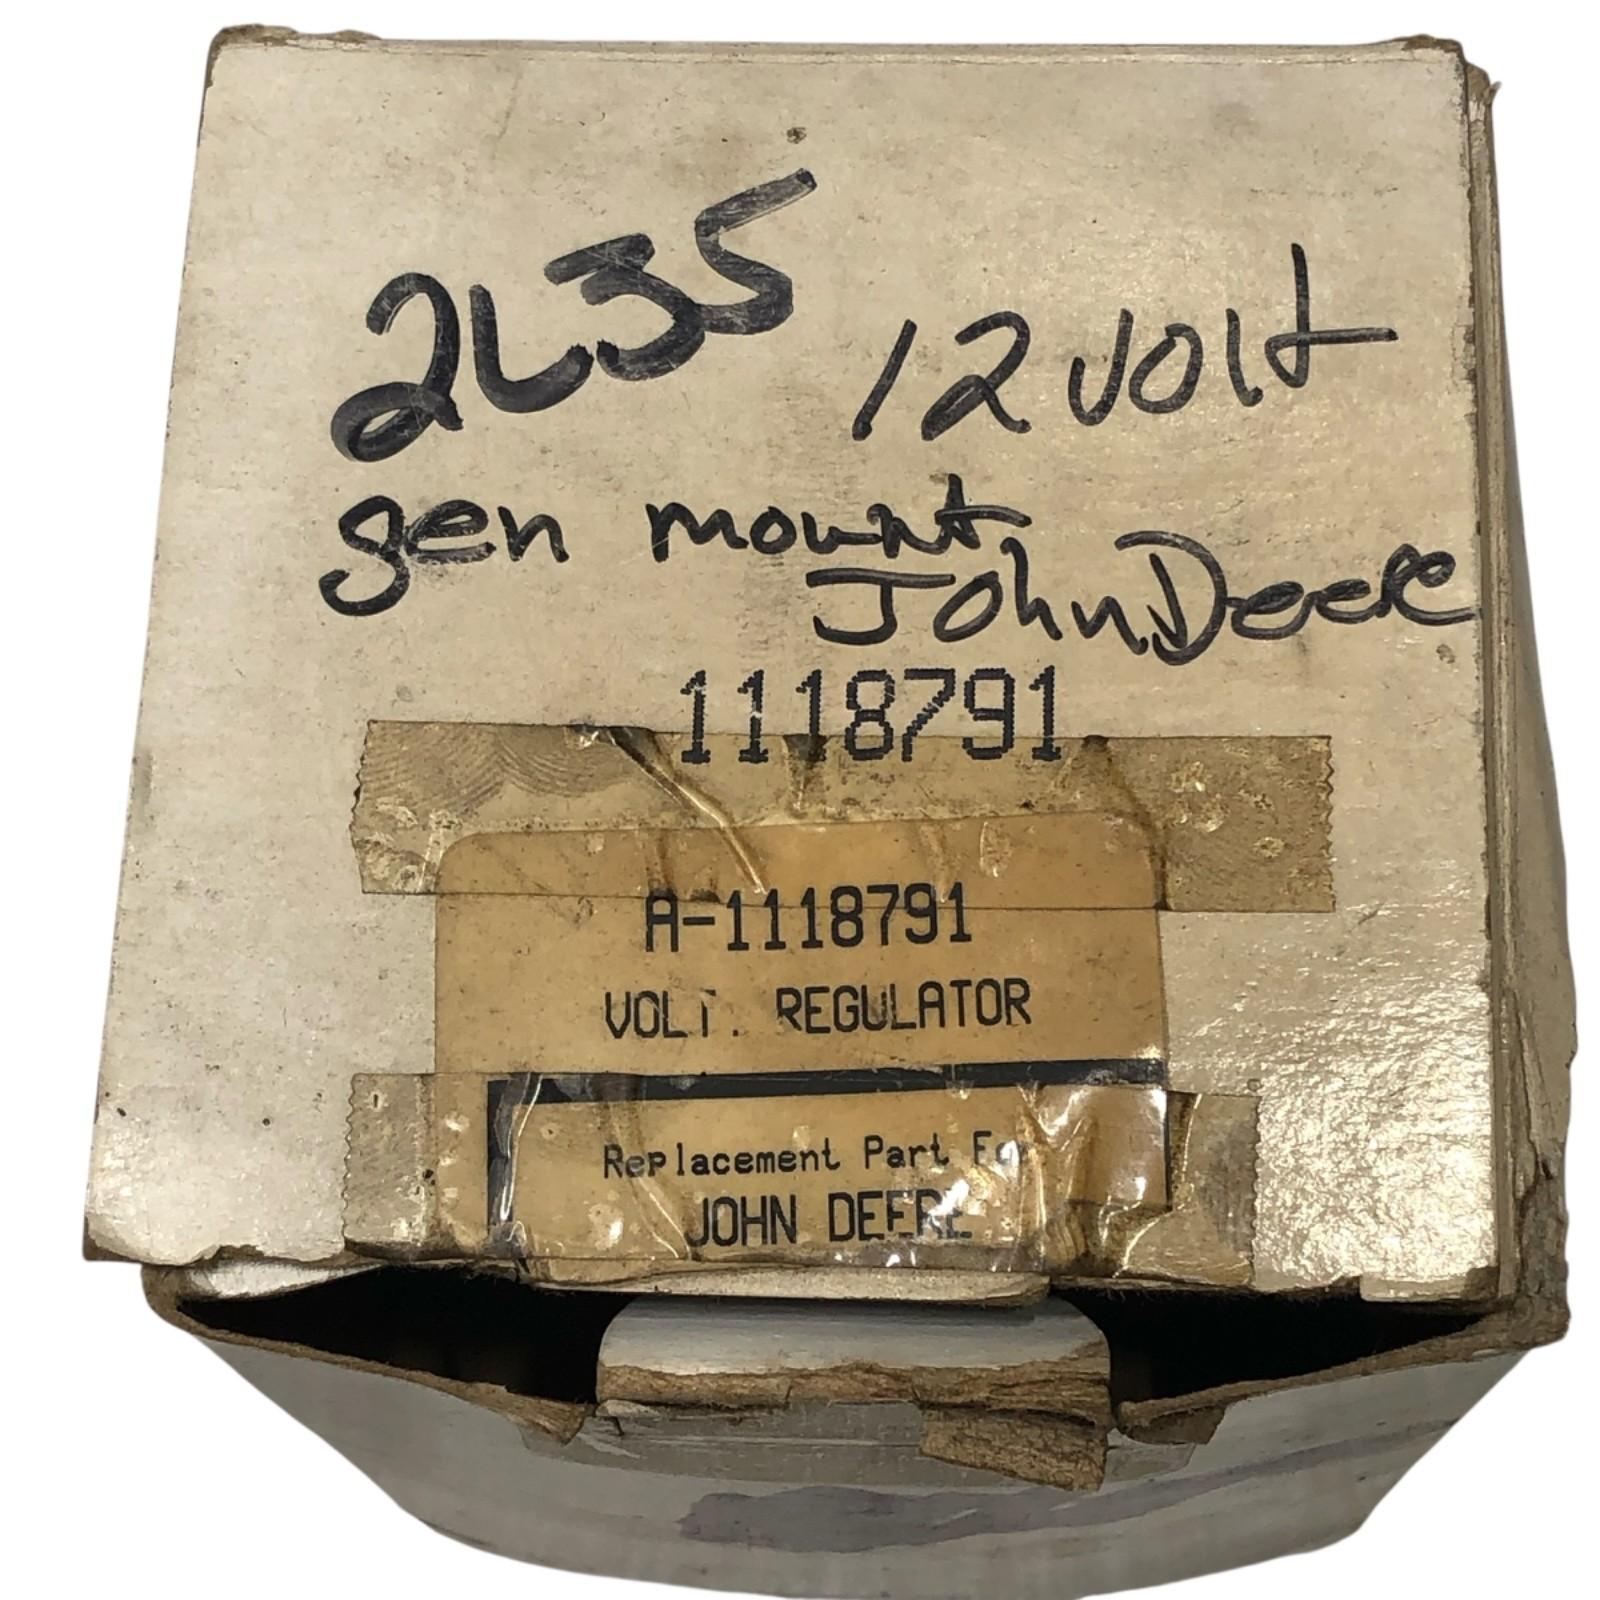 2L35 12 volt
gen mount
John Deere
1118791
A-1118791
VOLT. REGULATOR
Replacement Part For
JOHN DEERE